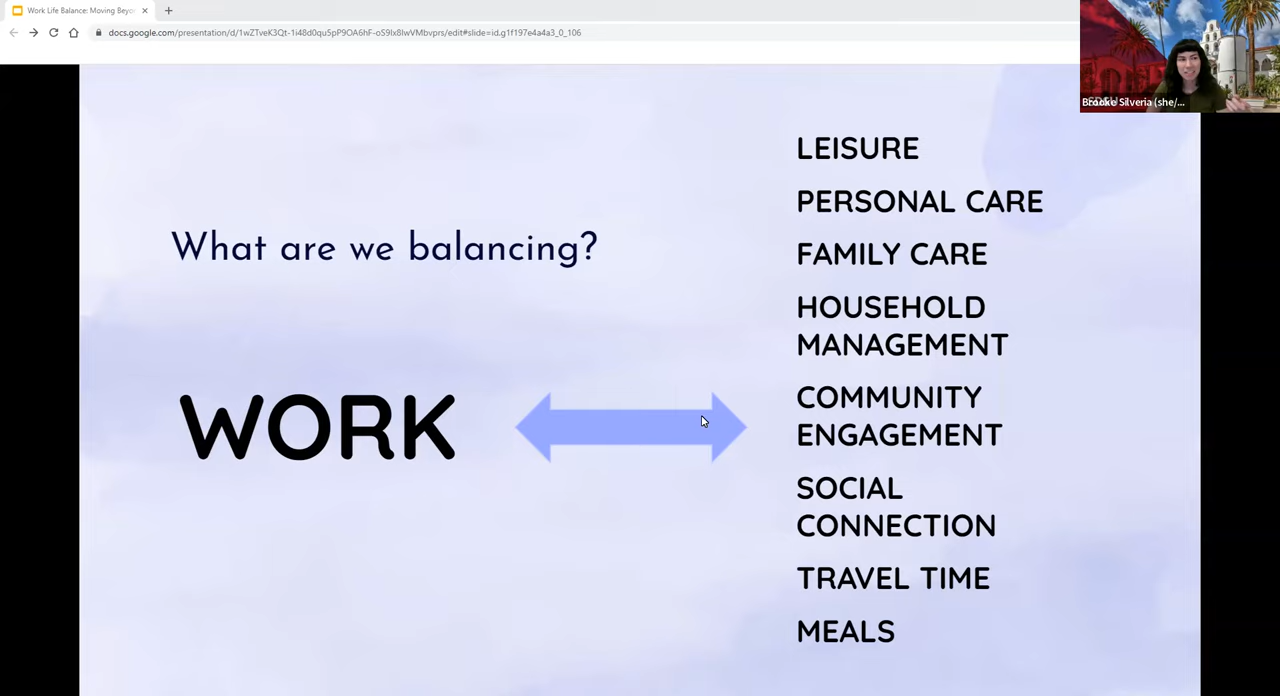 Work Life Balance: Moving Beyo
docs.google.com/presentation/d/1wZTveK3Qt-1i48d0qu5pP9OA6hF-oS9Ix8IwVMbvprs/edit#slide=id.g1f197e4a4a3_0_106
Brooke Silveria (she/...
LEISURE
PERSONAL CARE
What are we balancing?
FAMILY CARE
HOUSEHOLD
MANAGEMENT
WORK
COMMUNITY
ENGAGEMENT
SOCIAL
CONNECTION
TRAVEL TIME
MEALS